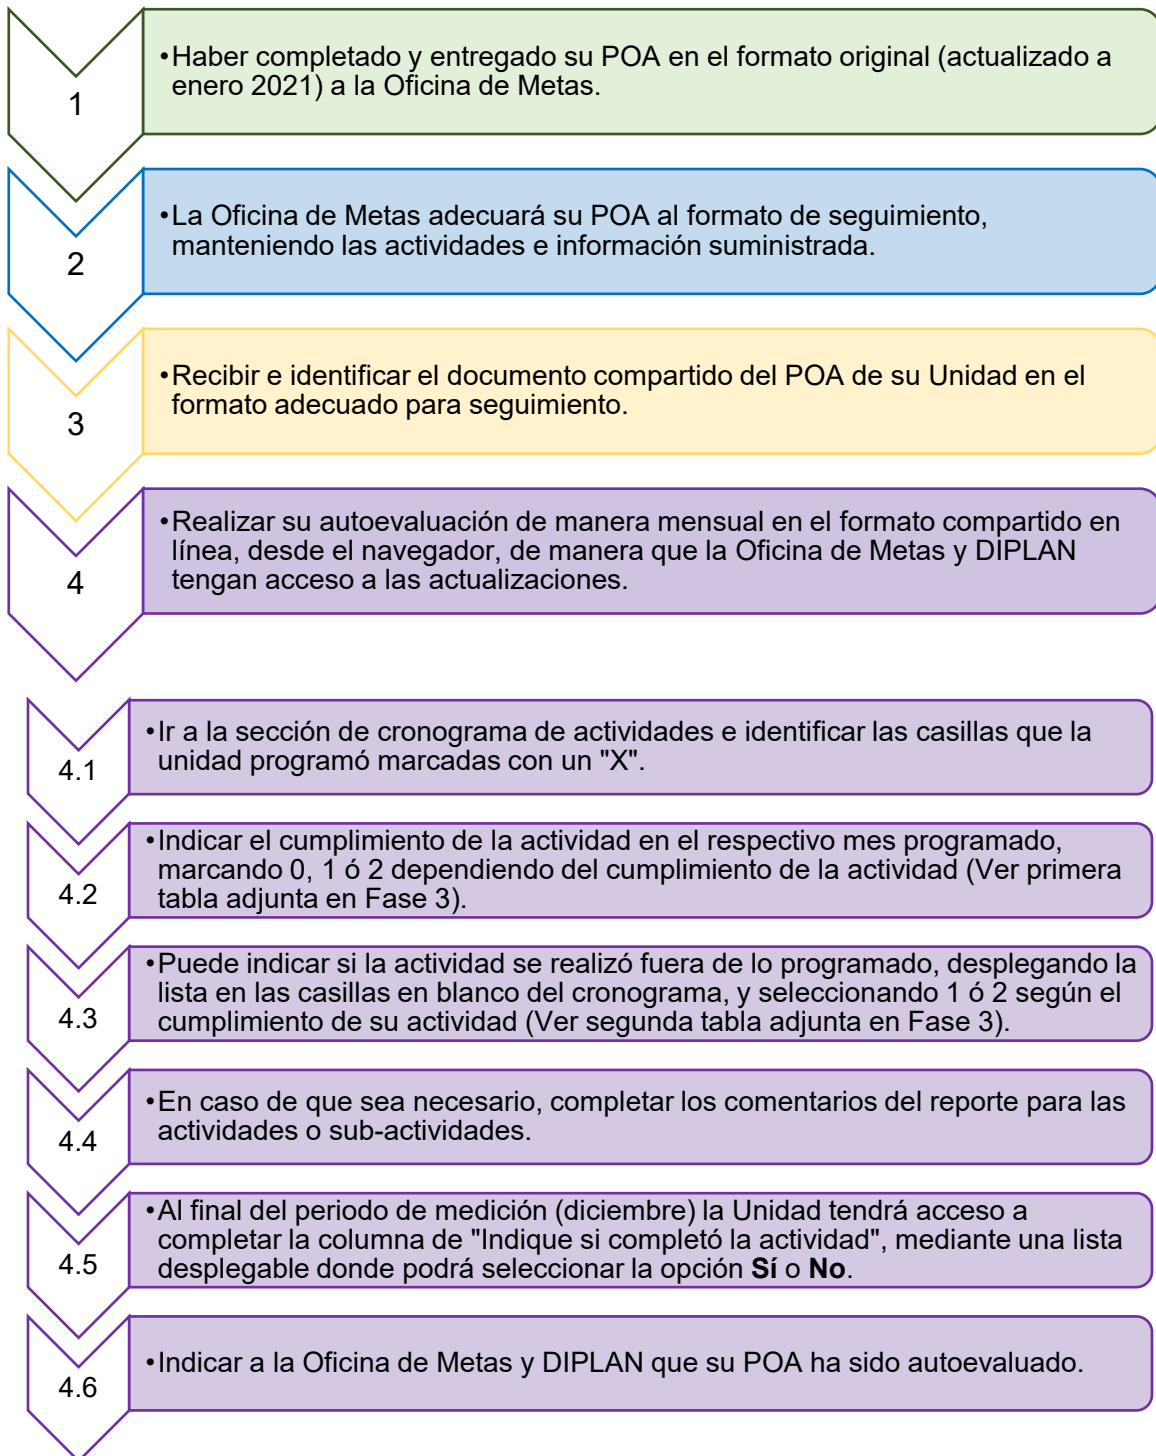 1
•Haber completado y entregado su POA en el formato original (actualizado a
enero 2021) a la Oficina de Metas.
2
•La Oficina de Metas adecuará su POA al formato de seguimiento,
manteniendo las actividades e información suministrada.
3
•Recibir e identificar el documento compartido del POA de su Unidad en el
formato adecuado para seguimiento.
4
•Realizar su autoevaluación de manera mensual en el formato compartido en
línea, desde el navegador, de manera que la Oficina de Metas y DIPLAN
tengan acceso a las actualizaciones.
4.1
•Ir a la sección de cronograma de actividades e identificar las casillas que la
unidad programó marcadas con un "X".
4.2
•Indicar el cumplimiento de la actividad en el respectivo mes programado,
marcando 0, 1 ó 2 dependiendo del cumplimiento de la actividad (Ver primera
tabla adjunta en Fase 3).
4.3
•Puede indicar si la actividad se realizó fuera de lo programado, desplegando la
lista en las casillas en blanco del cronograma, y seleccionando 1 ó 2 según el
cumplimiento de su actividad (Ver segunda tabla adjunta en Fase 3).
4.4
•En caso de que sea necesario, completar los comentarios del reporte para las
actividades o sub-actividades.
4.5
•Al final del periodo de medición (diciembre) la Unidad tendrá acceso a
completar la columna de "Indique si completó la actividad", mediante una lista
desplegable donde podrá seleccionar la opción Sí o No.
4.6
•Indicar a la Oficina de Metas y DIPLAN que su POA ha sido autoevaluado.